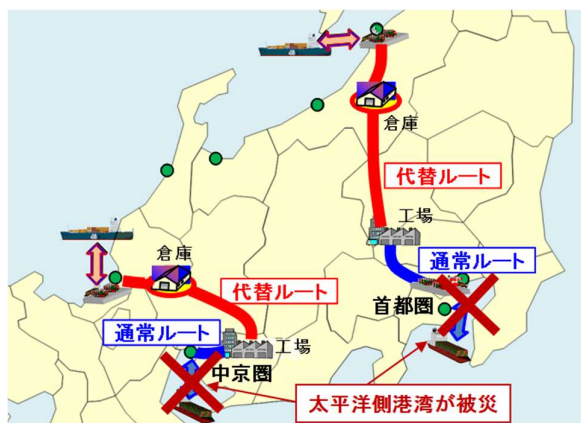 倉庫
代替ルート
工場
通常ルート
首都圏
倉庫
代替ルート
通常ルート
工場
中京圏
太平洋側港湾が被災